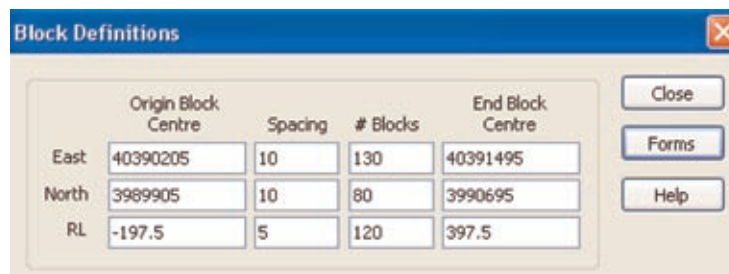 Block Definitions
Origin Block Centre Spacing # Blocks End Block Centre
East 40390205 10 130 40391495
North 3989905 10 80 3990695
RL -197.5 5 120 397.5
Close
Forms
Help